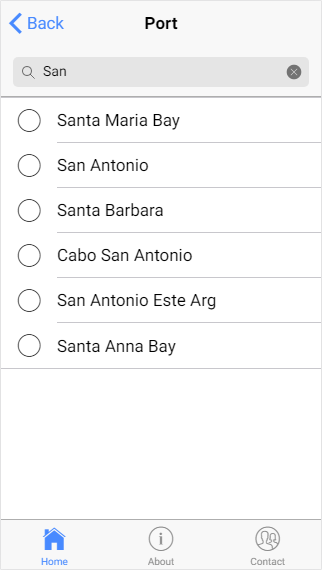 Back Port
San
Santa Maria Bay
San Antonio
Santa Barbara
Cabo San Antonio
San Antonio Este Arg
Santa Anna Bay
Home About Contact